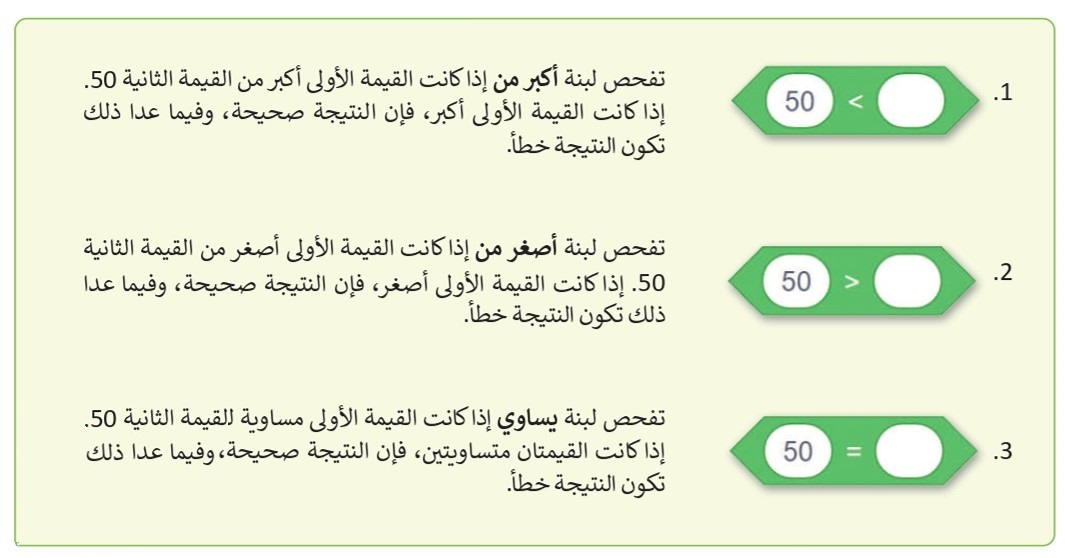 1.
50 < 
تفحص لبنة أكبر من إذا كانت القيمة الأولى أكبر من القيمة الثانية 50.
إذا كانت القيمة الأولى أكبر، فإن النتيجة صحيحة، وفيما عدا ذلك
تكون النتيجة خطأ.
2.
50 > 
تفحص لبنة أصغر من إذا كانت القيمة الأولى أصغر من القيمة الثانية
50. إذا كانت القيمة الأولى أصغر، فإن النتيجة صحيحة، وفيما عدا
ذلك تكون النتيجة خطأ.
3.
50 = 
تفحص لبنة يساوي إذا كانت القيمة الأولى مساوية للقيمة الثانية 50.
إذا كانت القيمتان متساويتين، فإن النتيجة صحيحة،وفيما عدا ذلك
تكون النتيجة خطأ.